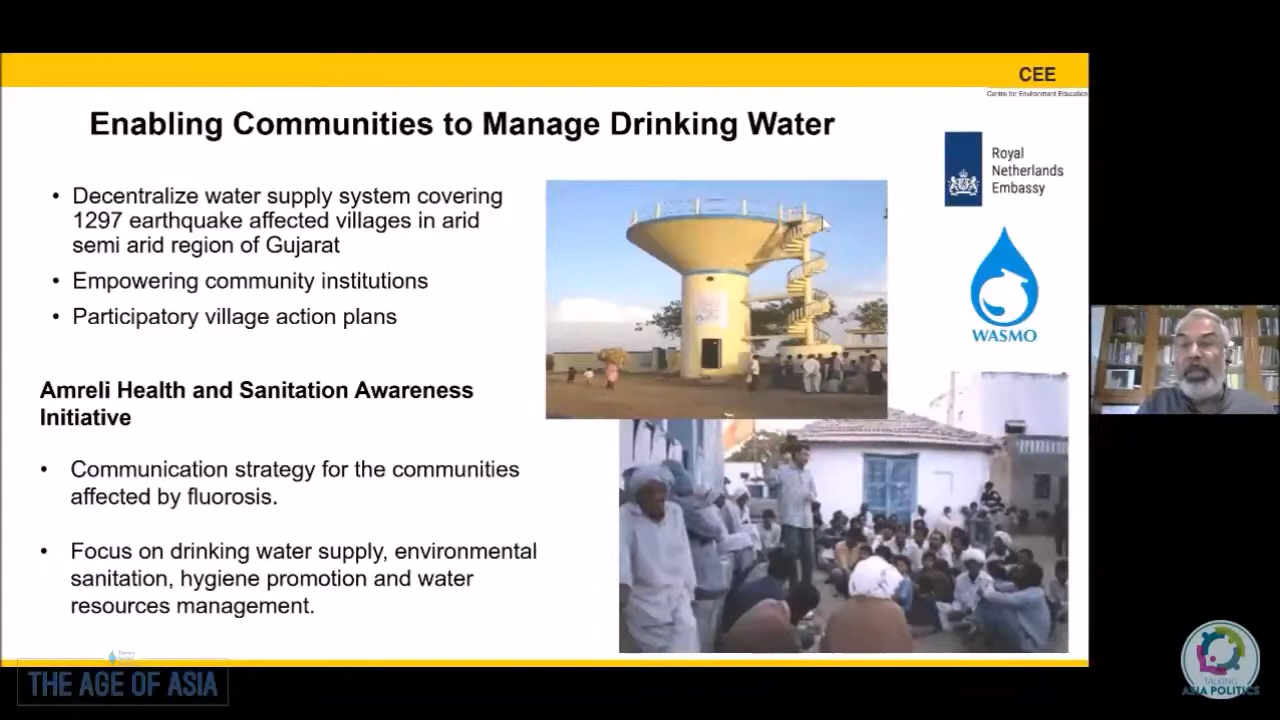 CEE
Centre for Environment Education
Enabling Communities to Manage Drinking Water
Royal
Netherlands
Embassy
• Decentralize water supply system covering
1297 earthquake affected villages in arid
semi arid region of Gujarat
• Empowering community institutions
• Participatory village action plans
WASMO
Amreli Health and Sanitation Awareness
Initiative
• Communication strategy for the communities
affected by fluorosis.
• Focus on drinking water supply, environmental
sanitation, hygiene promotion and water
resources management.
THE AGE OF ASIA
TALKING
ASIA POLITICS